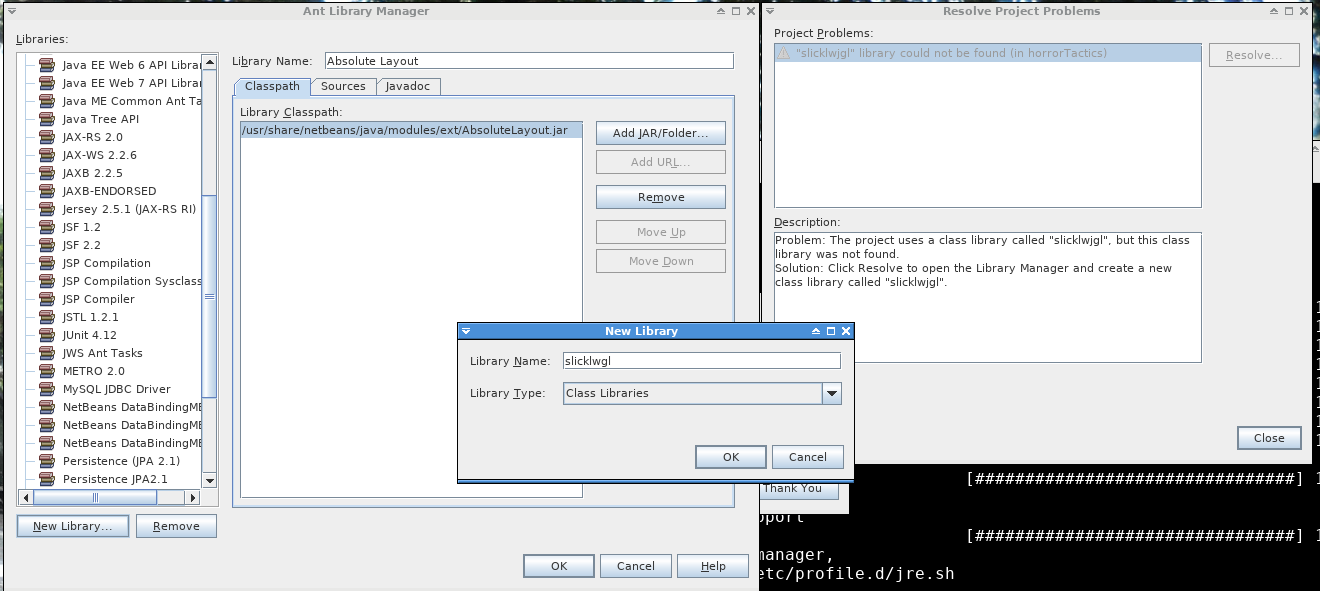 Ant Library Manager
Libraries:
Java EE Web 6 API Librar
Java EE Web 7 API Librar
Java ME Common Ant Ta
Java Tree API
JAX-RS 2.0
JAX-WS 2.2.6
JAXB 2.2.5
JAXB-ENDORSED
Jersey 2.5.1 (JAX-RS RI)
JSF 1.2
JSF 2.2
JSP Compilation
JSP Compilation Sysclass
JSP Compiler
JSTL 1.2.1
JUnit 4.12
JWS Ant Tasks
METRO 2.0
MySQL JDBC Driver
NetBeans DataBindingME
NetBeans DataBindingME
NetBeans DataBindingME
Persistence (JPA 2.1)
Persistence JPA2.1
New Library...
Remove
Library Name: Absolute Layout
Classpath Sources Javadoc
Library Classpath:
/usr/share/netbeans/java/modules/ext/AbsoluteLayout.jar
Add JAR/Folder...
Add URL...
Remove
Move Up
Move Down
OK Cancel Help
New Library
Library Name: slicklwgl
Library Type: Class Libraries
OK Cancel
Resolve Project Problems
Project Problems:
"slicklwjgl" library could not be found (in horrorTactics)
Resolve...
Description:
Problem: The project uses a class library called "slicklwjgl", but this class
library was not found.
Solution: Click Resolve to open the Library Manager and create a new
class library called "slicklwjgl".
Close
Thank You
[################################] 1
pport
[################################] 1
manager,
etc/profile.d/jre.sh